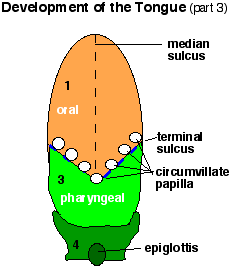 Development of the Tongue (part 3)
median
sulcus
1
oral
terminal
sulcus
circumvillate
papilla
3
pharyngeal
4
epiglottis